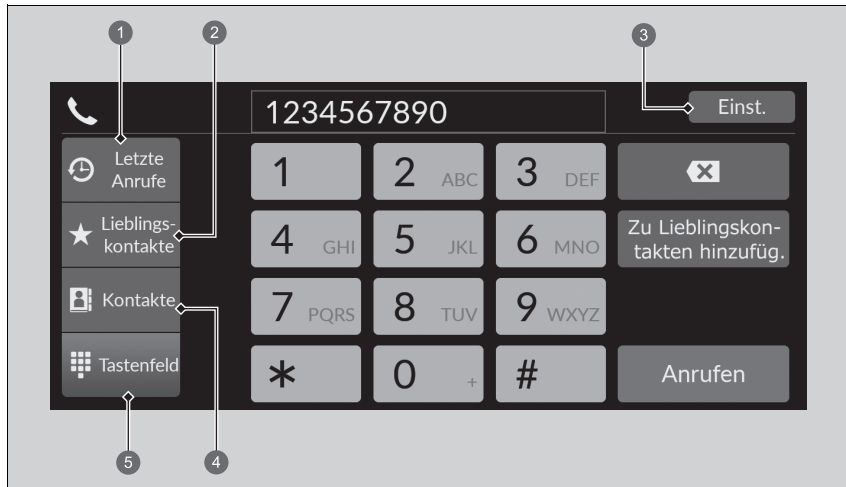 1
2
3
1234567890
Einst.
Letzte
Anrufe
1
2 ABC
3 DEF
Lieblings-
kontakte
4 GHI
5 JKL
6 MNO
Zu Lieblingskon-
takten hinzufüg.
Kontakte
7 PQRS
8 TUV
9 WXYZ
Tastenfeld
*
0 +
#
Anrufen
5
4